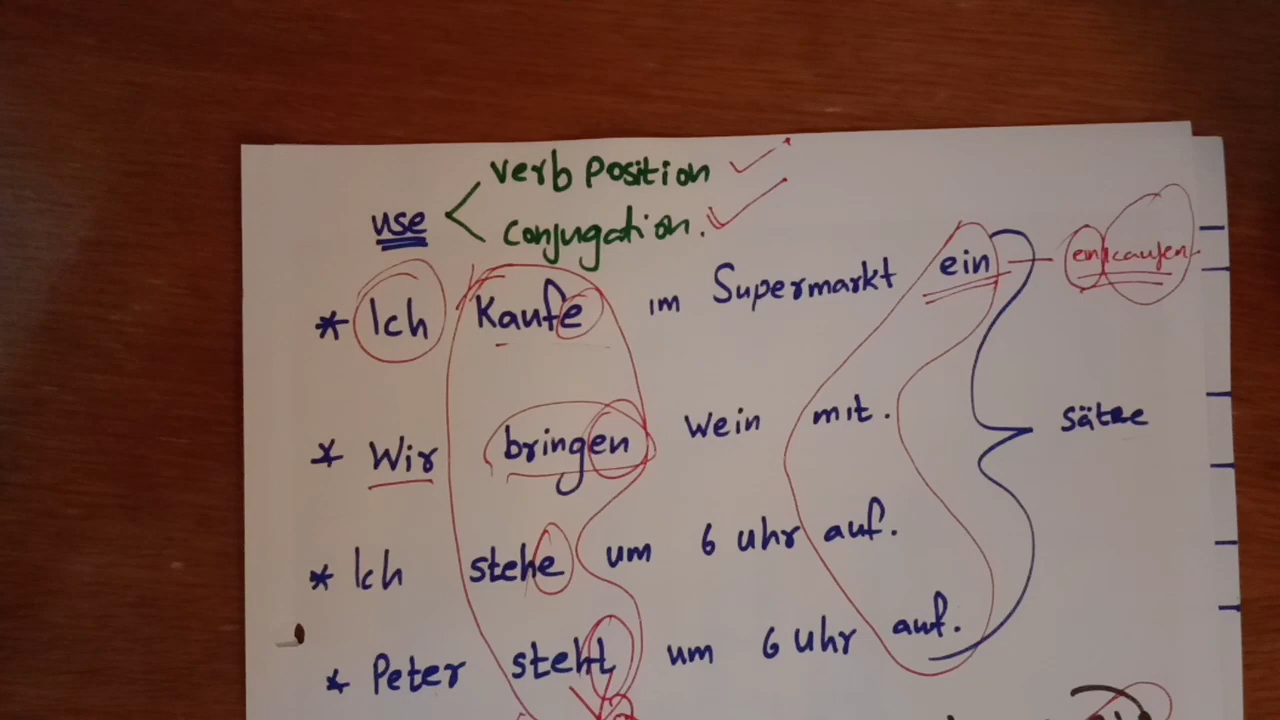 verb position
use
conjugation.
* Ich Kaufe im Supermarkt ein — einkaufen
* Wir bringen Wein mit.
sätze
* Ich stehe um 6 uhr auf.
* Peter steht um 6 Uhr auf.